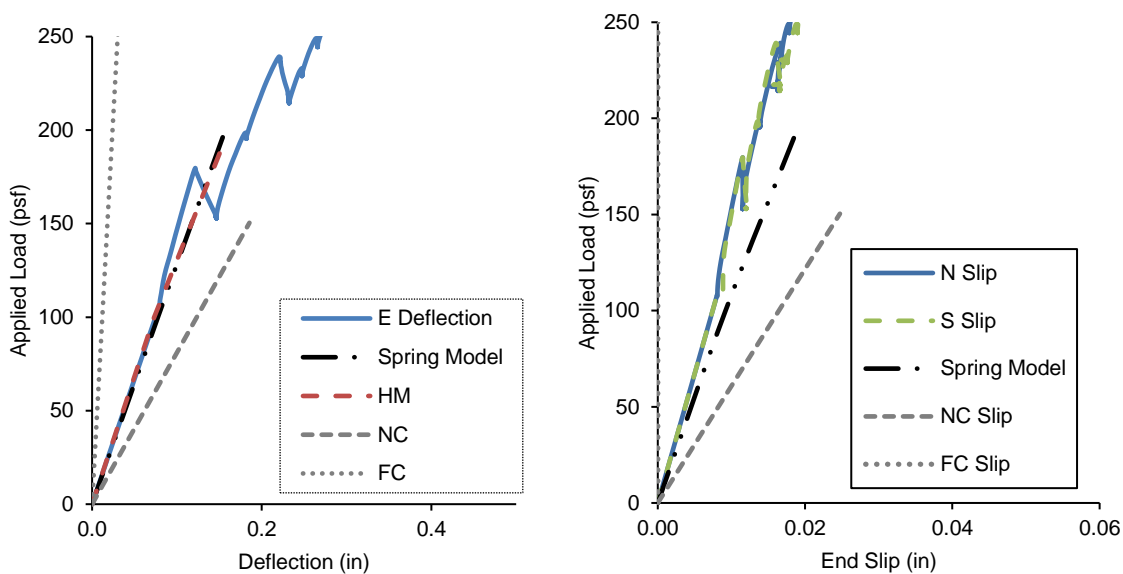 250
200
150
100
50
0
Applied Load (psf)
0.0
0.2
0.4
Deflection (in)
E Deflection
Spring Model
HM
NC
FC
250
200
150
100
50
0
Applied Load (psf)
0.00
0.02
0.04
0.06
End Slip (in)
N Slip
S Slip
Spring Model
NC Slip
FC Slip